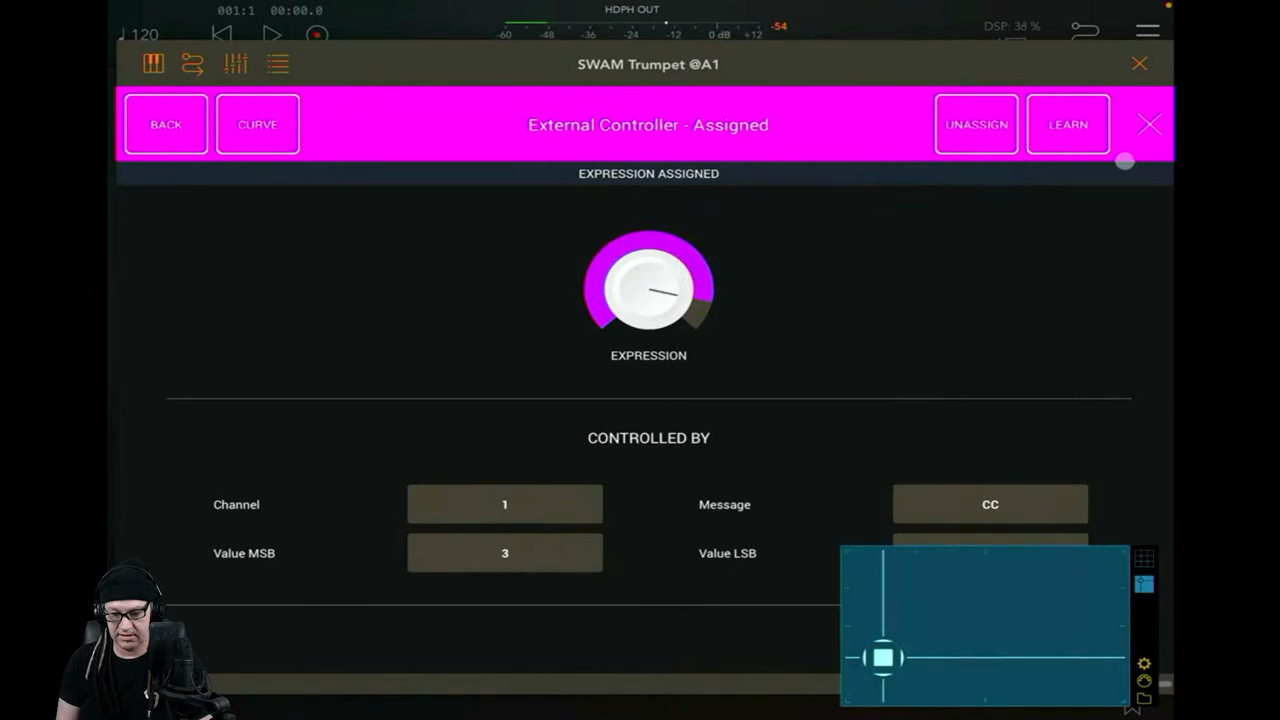 001:1 00:00.0
HDPH OUT
♩120
-60 -48 -36 -24 -12 0 dB +12
-54
DSP: 36 %
SWAM Trumpet @A1
BACK
CURVE
External Controller - Assigned
UNASSIGN
LEARN
EXPRESSION ASSIGNED
EXPRESSION
CONTROLLED BY
Channel 1 Message CC
Value MSB 3 Value LSB